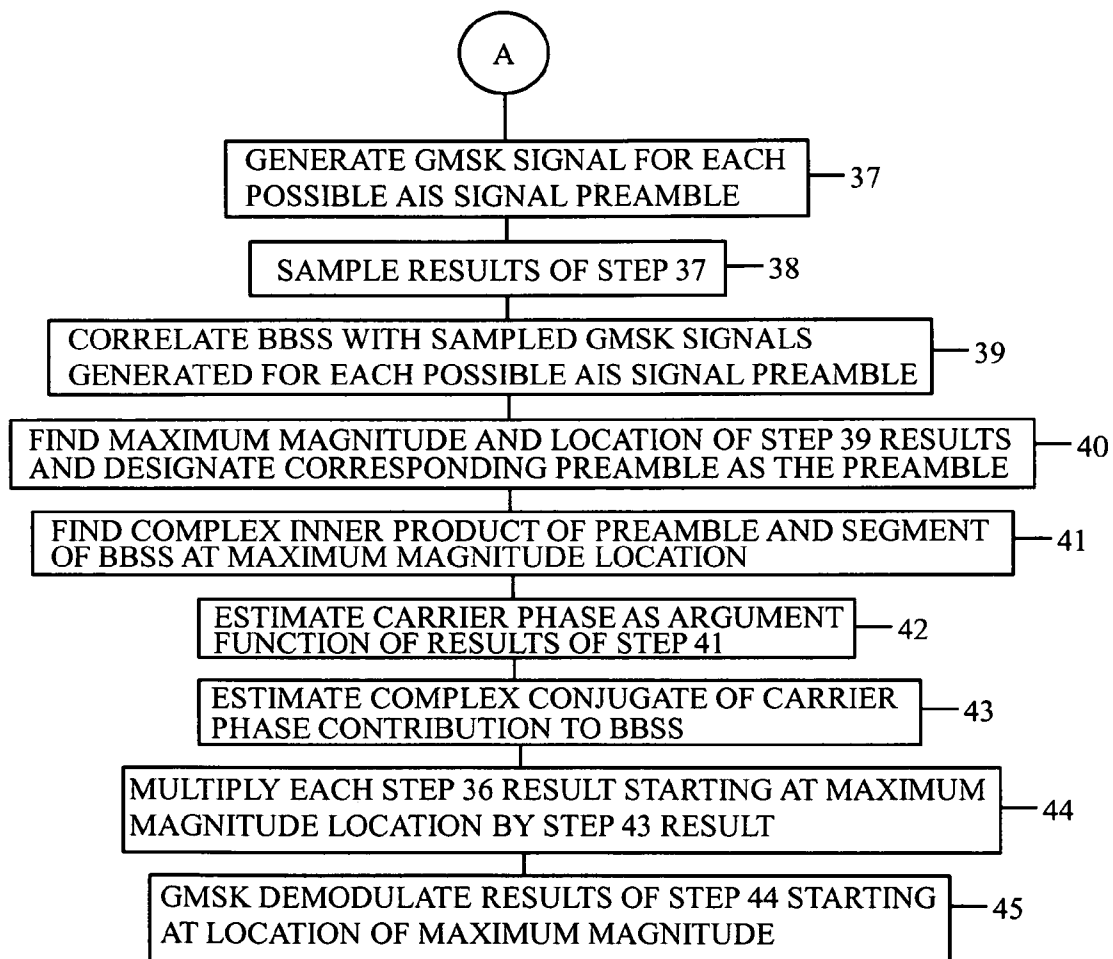 A
GENERATE GMSK SIGNAL FOR EACH
POSSIBLE AIS SIGNAL PREAMBLE
37
SAMPLE RESULTS OF STEP 37
38
CORRELATE BBSS WITH SAMPLED GMSK SIGNALS
GENERATED FOR EACH POSSIBLE AIS SIGNAL PREAMBLE
39
FIND MAXIMUM MAGNITUDE AND LOCATION OF STEP 39 RESULTS
AND DESIGNATE CORRESPONDING PREAMBLE AS THE PREAMBLE
40
FIND COMPLEX INNER PRODUCT OF PREAMBLE AND SEGMENT
OF BBSS AT MAXIMUM MAGNITUDE LOCATION
41
ESTIMATE CARRIER PHASE AS ARGUMENT
FUNCTION OF RESULTS OF STEP 41
42
ESTIMATE COMPLEX CONJUGATE OF CARRIER
PHASE CONTRIBUTION TO BBSS
43
MULTIPLY EACH STEP 36 RESULT STARTING AT MAXIMUM
MAGNITUDE LOCATION BY STEP 43 RESULT
44
GMSK DEMODULATE RESULTS OF STEP 44 STARTING
AT LOCATION OF MAXIMUM MAGNITUDE
45